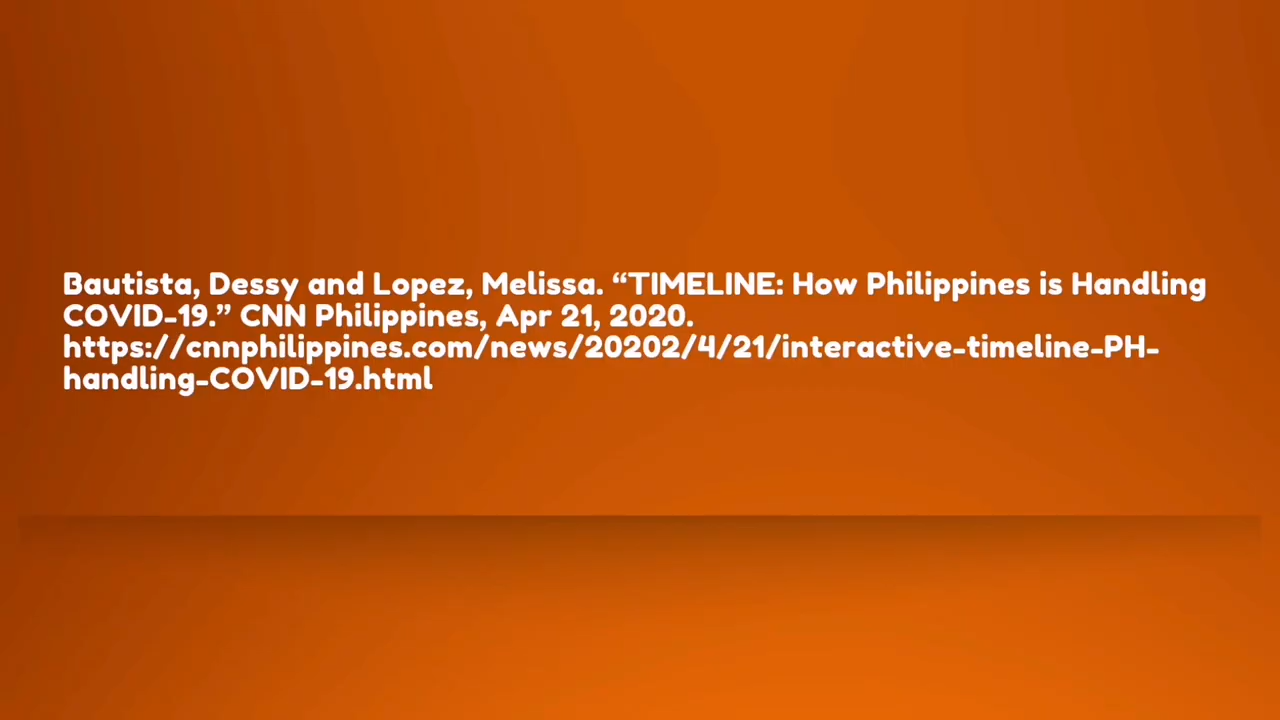 Bautista, Dessy and Lopez, Melissa. “TIMELINE: How Philippines is Handling
COVID-19.” CNN Philippines, Apr 21, 2020.
https://cnnphilippines.com/news/20202/4/21/interactive-timeline-PH-
handling-COVID-19.html